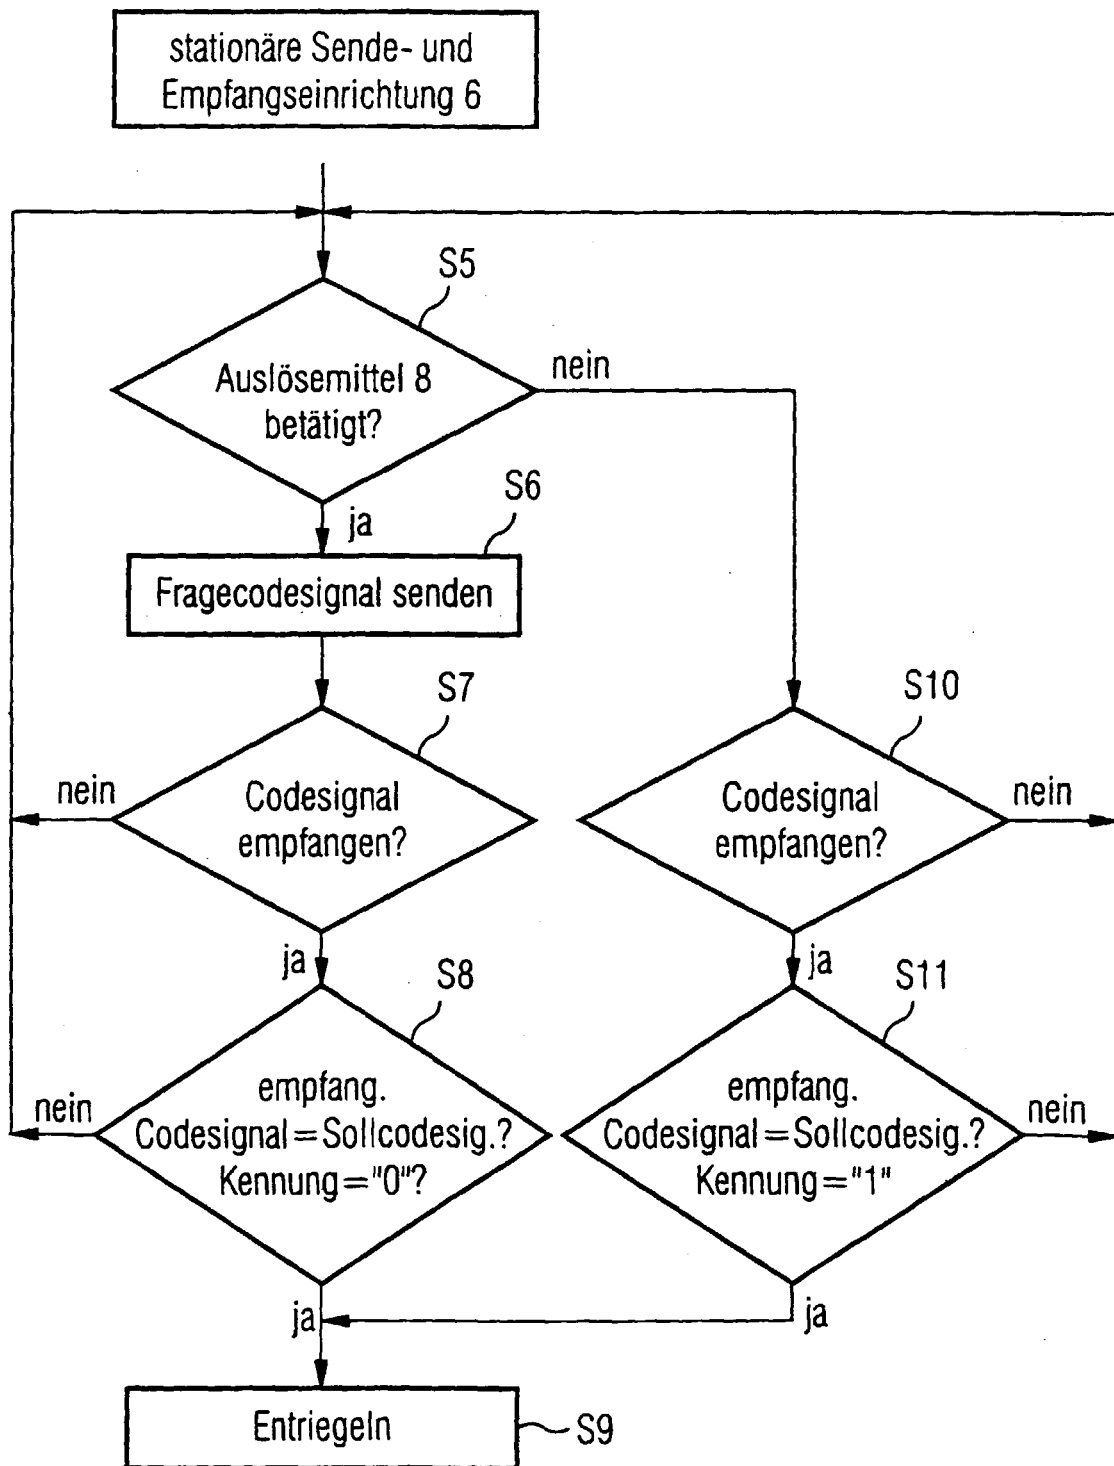 stationäre Sende- und
Empfangseinrichtung 6
S5
Auslösemittel 8
betätigt?
nein
ja
S6
Fragecodesignal senden
S7
Codesignal
empfangen?
nein
ja
S10
Codesignal
empfangen?
nein
ja
S8
empfang.
Codesignal=Sollcodesig.?
Kennung="0"?
nein
ja
S11
empfang.
Codesignal=Sollcodesig.?
Kennung="1"
nein
ja
Entriegeln
S9